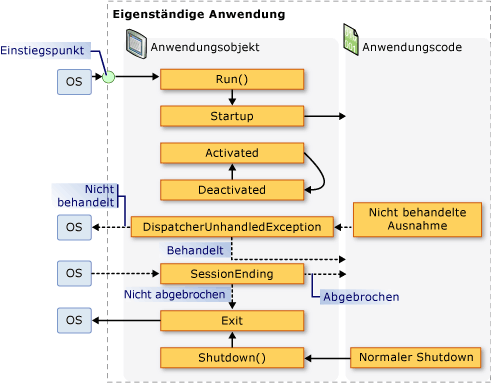 Eigenständige Anwendung
Anwendungsobjekt
Anwendungscode
Einstiegspunkt
OS
Run()
Startup
Activated
Deactivated
Nicht
behandelt
OS
DispatcherUnhandledException
Nicht behandelte
Ausnahme
Behandelt
OS
SessionEnding
Nicht abgebrochen
Abgebrochen
OS
Exit
Shutdown()
Normaler Shutdown